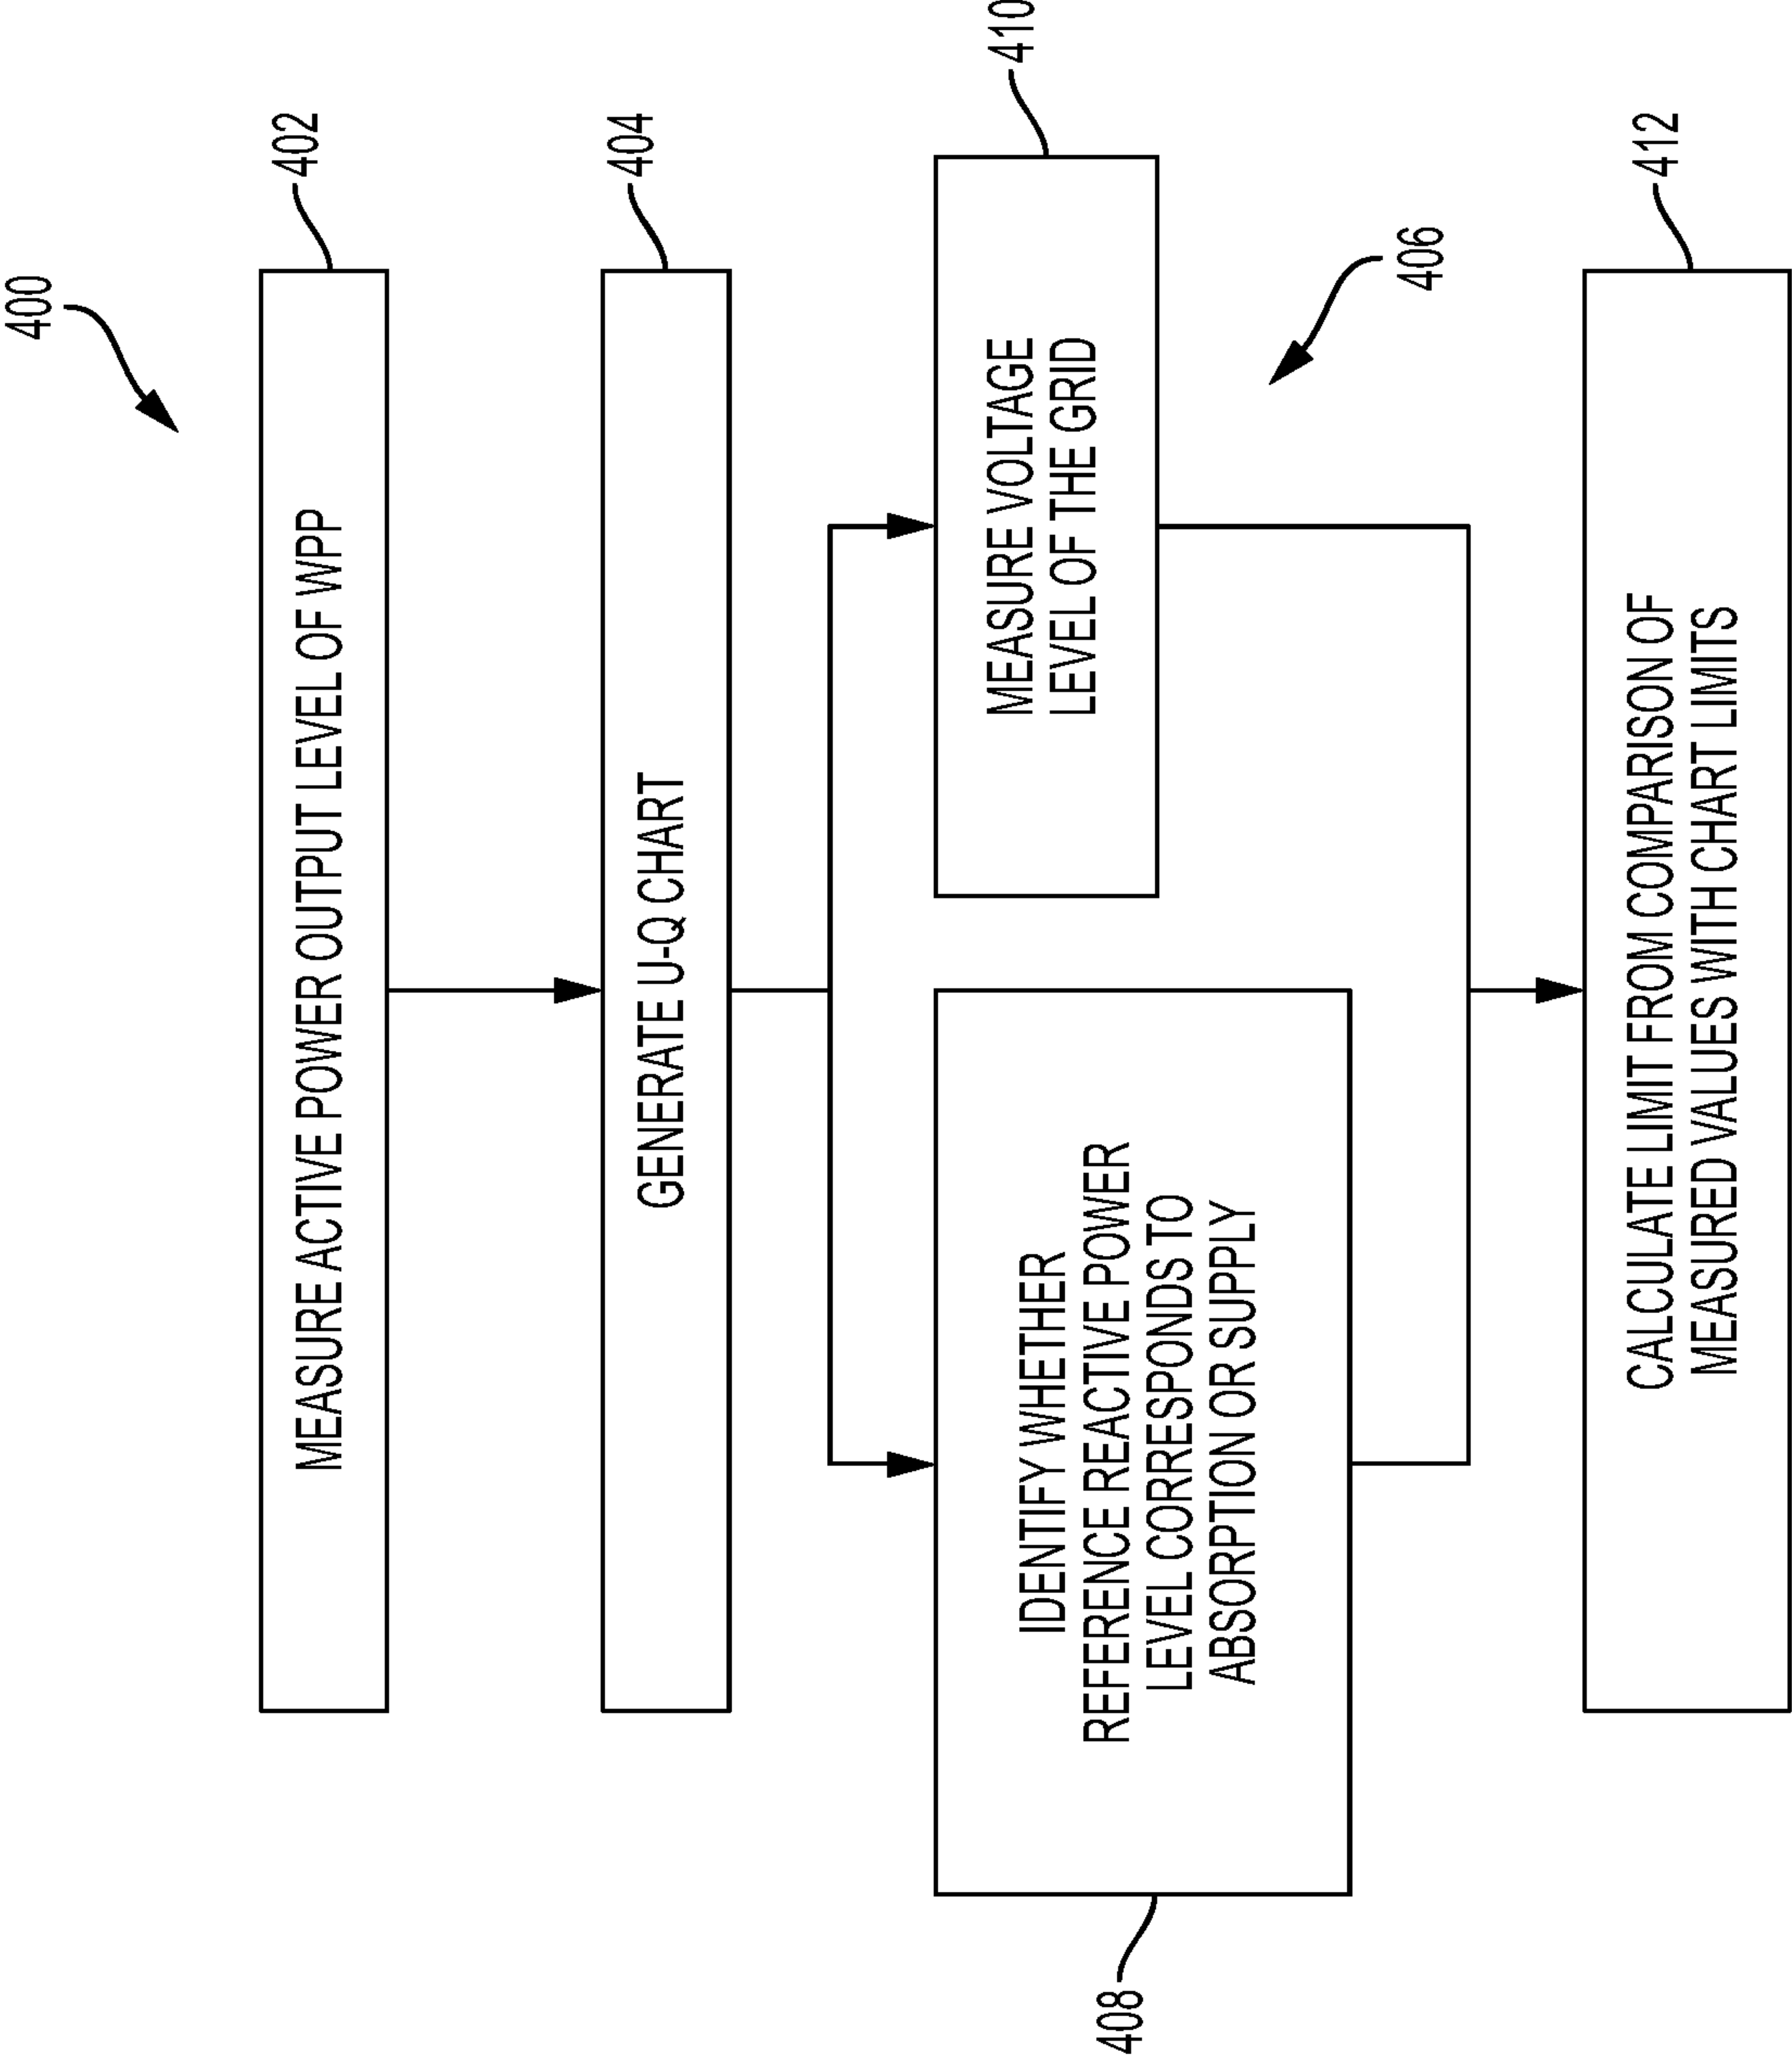 400
402
MEASURE ACTIVE POWER OUTPUT LEVEL OF WPP
404
GENERATE U-Q CHART
408
IDENTIFY WHETHER
REFERENCE REACTIVE POWER
LEVEL CORRESPONDS TO
ABSORPTION OR SUPPLY
410
MEASURE VOLTAGE
LEVEL OF THE GRID
406
412
CALCULATE LIMIT FROM COMPARISON OF
MEASURED VALUES WITH CHART LIMITS